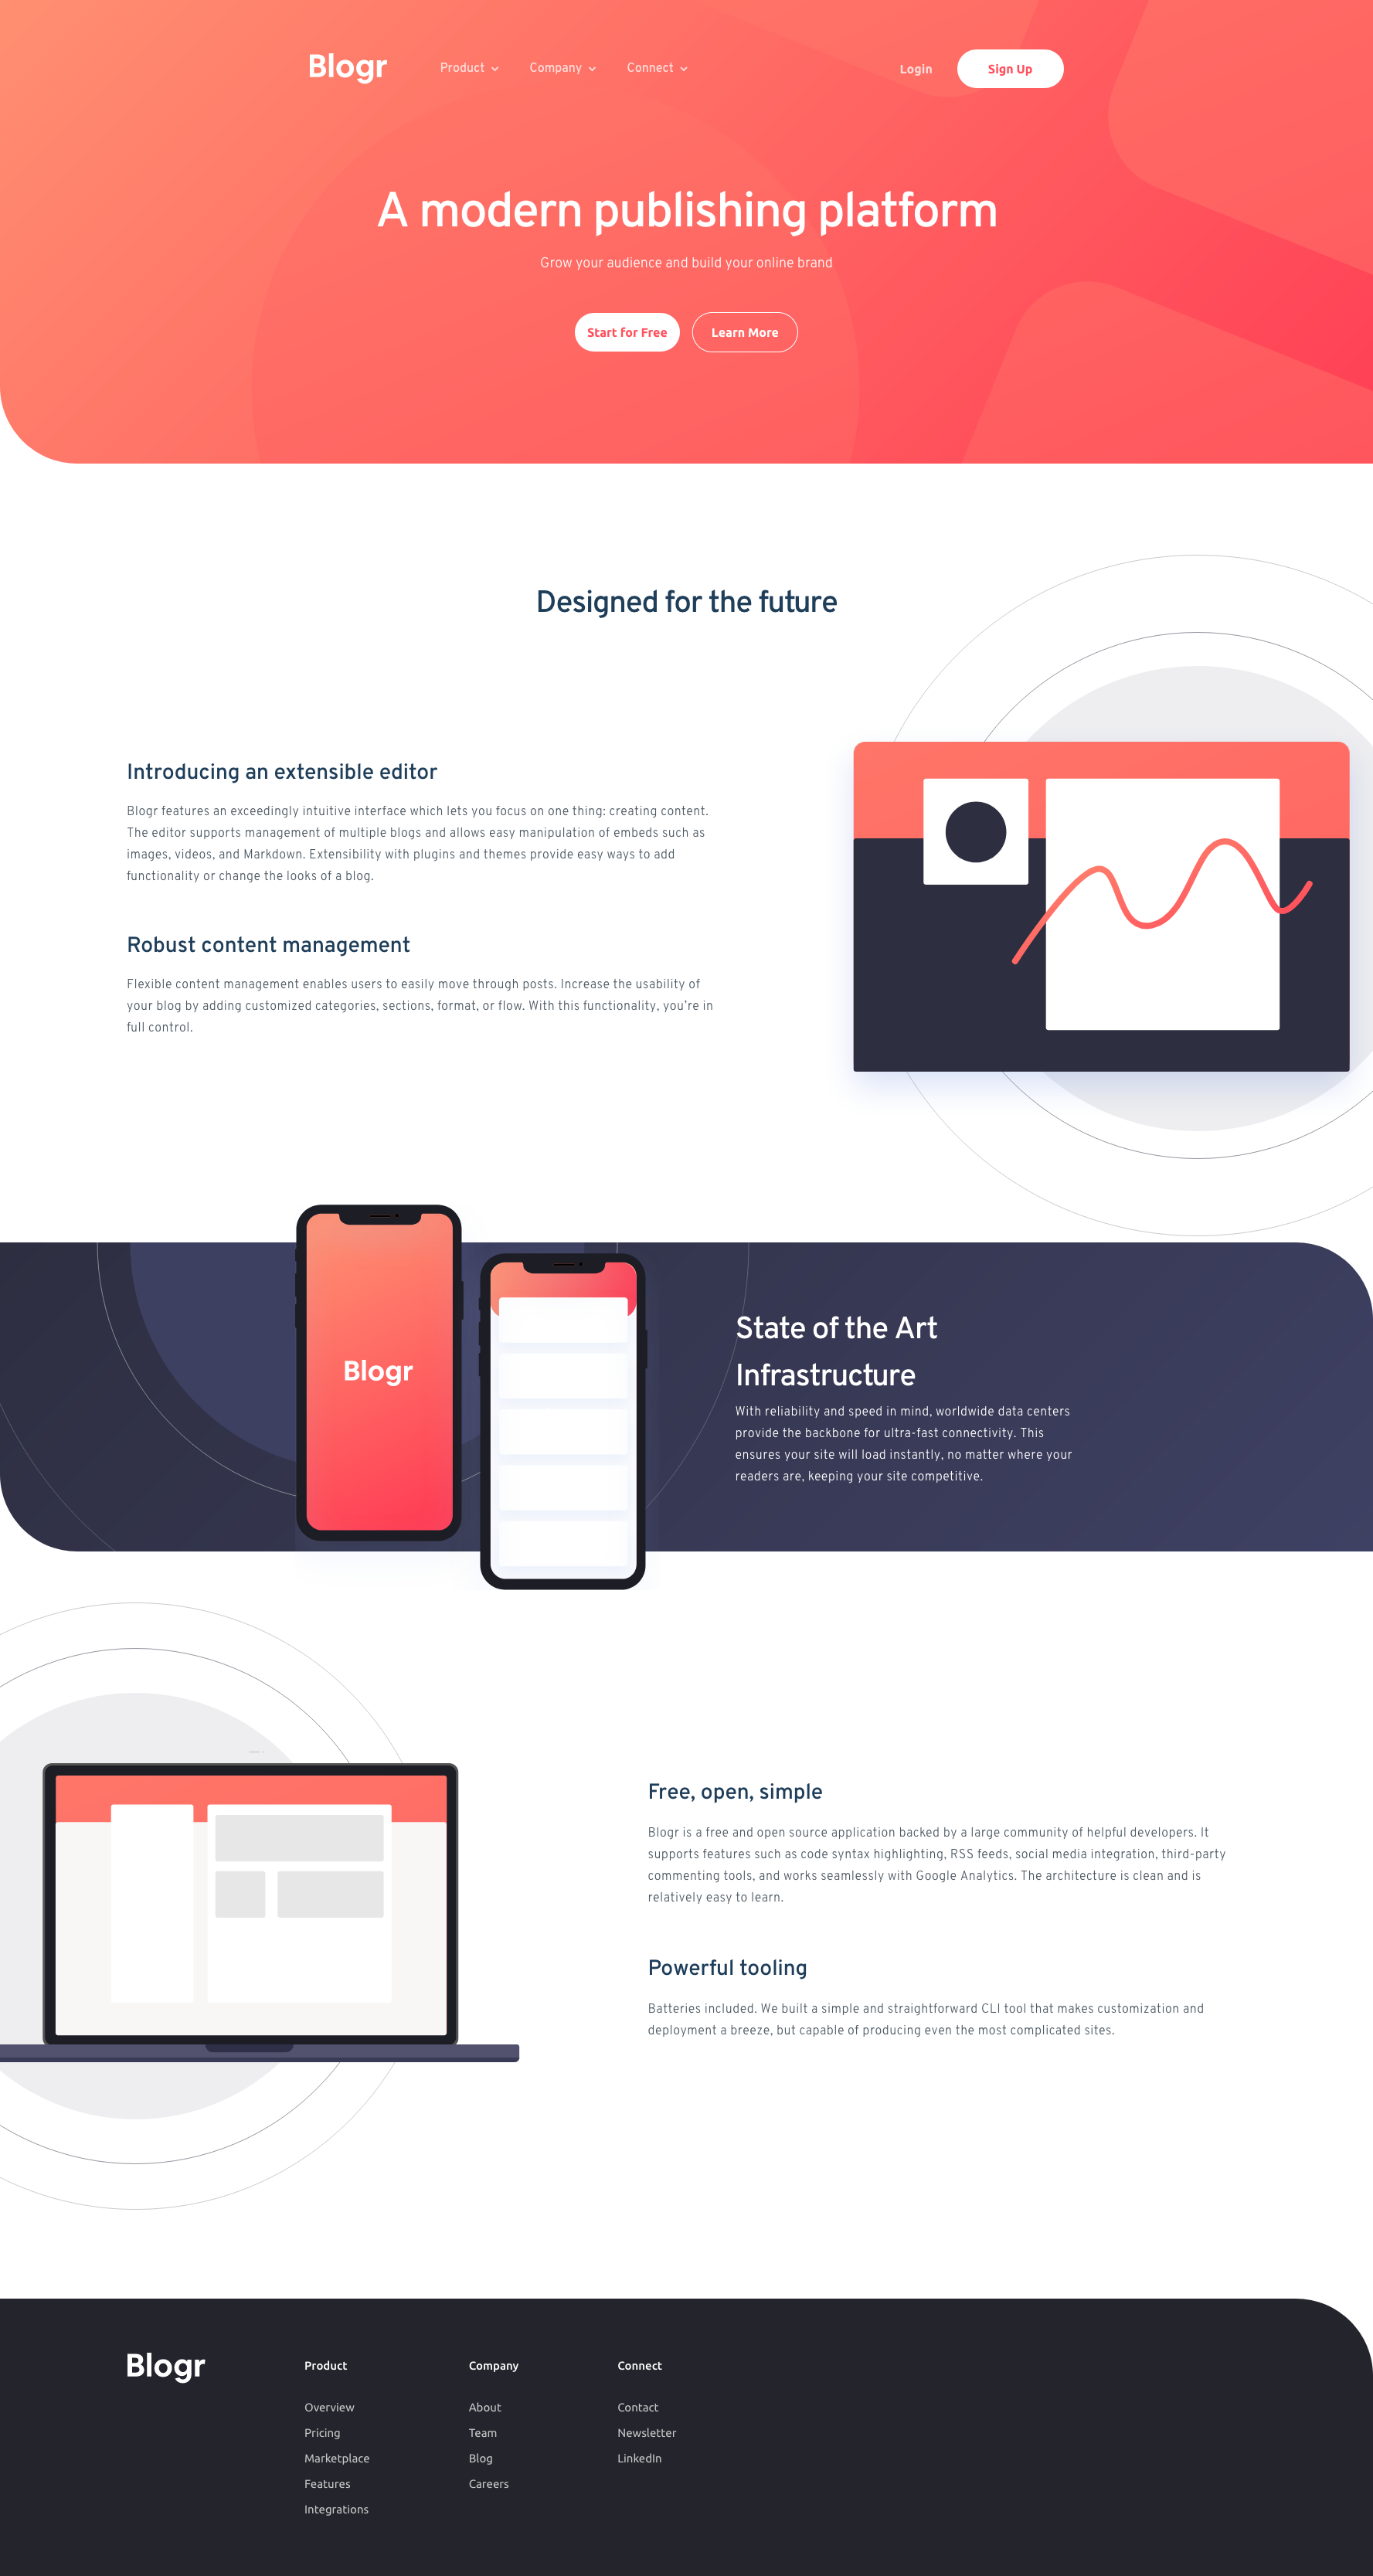 Blogr
Product
Company
Connect
Login
Sign Up
A modern publishing platform
Grow your audience and build your online brand
Start for Free
Learn More
Designed for the future
Introducing an extensible editor
Blogr features an exceedingly intuitive interface which lets you focus on one thing: creating content.
The editor supports management of multiple blogs and allows easy manipulation of embeds such as
images, videos, and Markdown. Extensibility with plugins and themes provide easy ways to add
functionality or change the looks of a blog.
Robust content management
Flexible content management enables users to easily move through posts. Increase the usability of
your blog by adding customized categories, sections, format, or flow. With this functionality, you’re in
full control.
Blogr
State of the Art
Infrastructure
With reliability and speed in mind, worldwide data centers
provide the backbone for ultra-fast connectivity. This
ensures your site will load instantly, no matter where your
readers are, keeping your site competitive.
Free, open, simple
Blogr is a free and open source application backed by a large community of helpful developers. It
supports features such as code syntax highlighting, RSS feeds, social media integration, third-party
commenting tools, and works seamlessly with Google Analytics. The architecture is clean and is
relatively easy to learn.
Powerful tooling
Batteries included. We built a simple and straightforward CLI tool that makes customization and
deployment a breeze, but capable of producing even the most complicated sites.
Blogr
Product
Overview
Pricing
Marketplace
Features
Integrations
Company
About
Team
Blog
Careers
Connect
Contact
Newsletter
LinkedIn